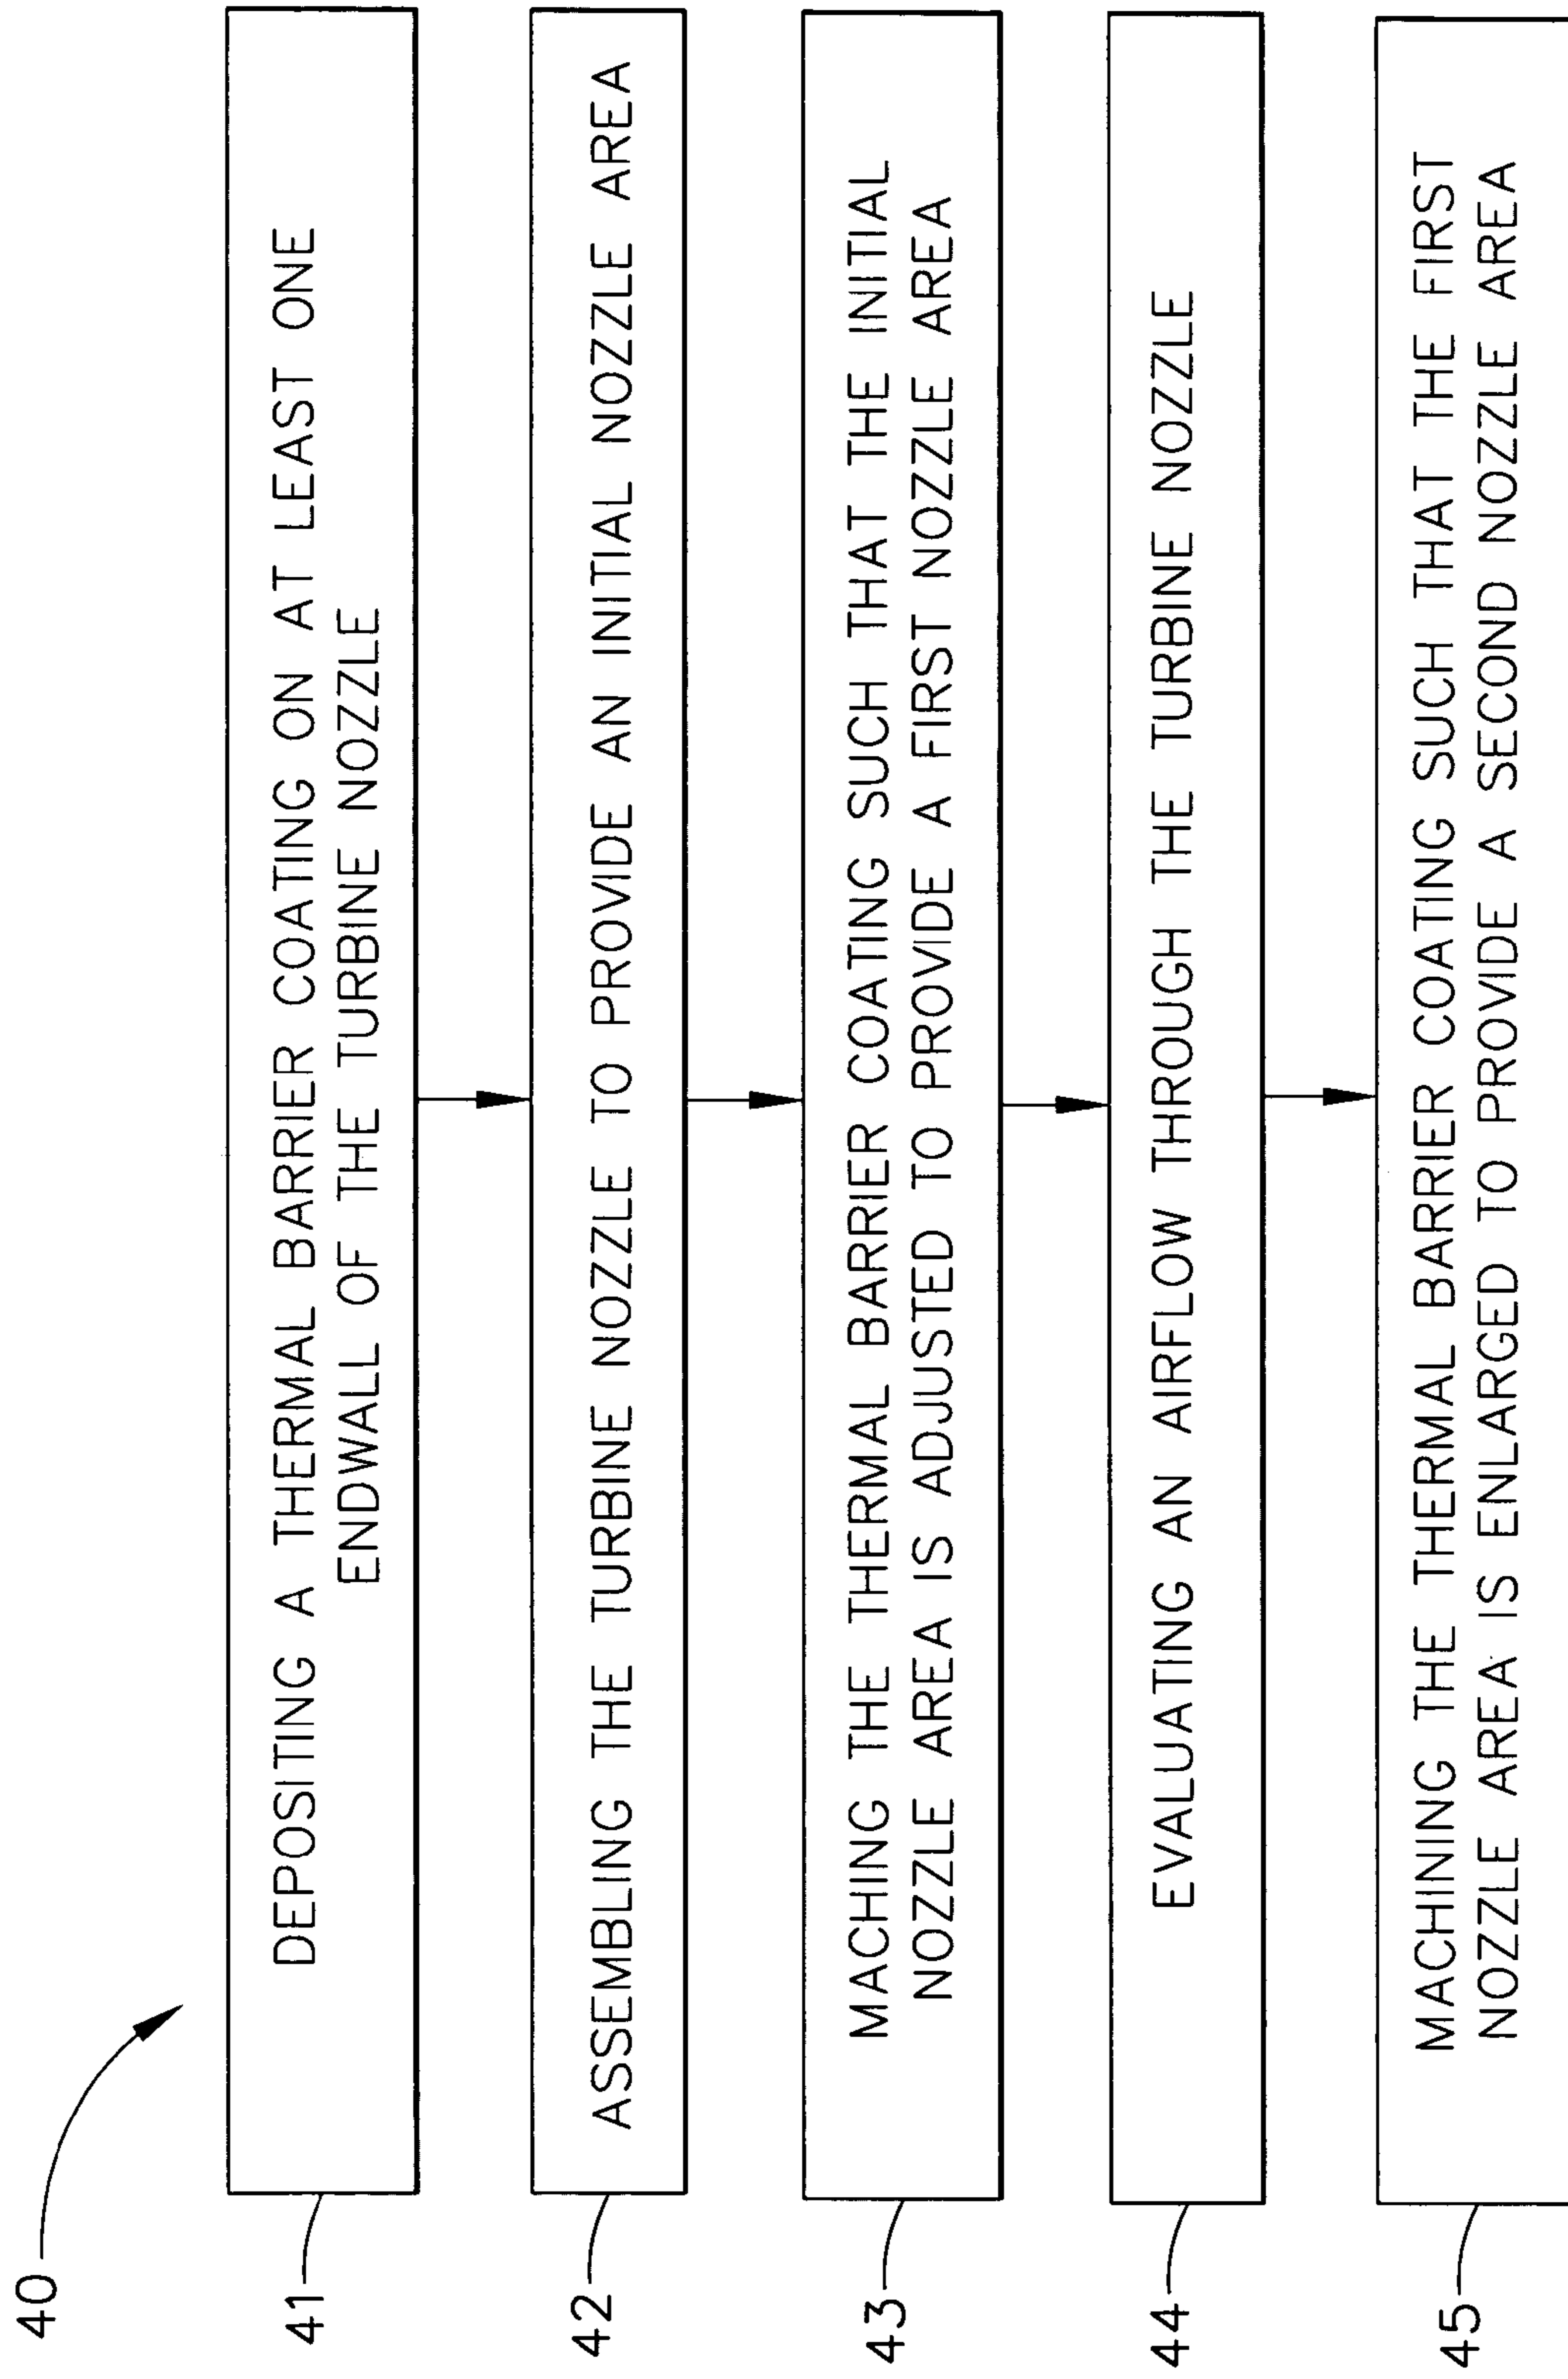 40
41
DEPOSITING A THERMAL BARRIER COATING ON AT LEAST ONE
ENDWALL OF THE TURBINE NOZZLE
42
ASSEMBLING THE TURBINE NOZZLE TO PROVIDE AN INITIAL NOZZLE AREA
43
MACHING THE THERMAL BARRIER COATING SUCH THAT THE INITIAL
NOZZLE AREA IS ADJUSTED TO PROVIDE A FIRST NOZZLE AREA
44
EVALUATING AN AIRFLOW THROUGH THE TURBINE NOZZLE
45
MACHINING THE THERMAL BARRIER COATING SUCH THAT THE FIRST
NOZZLE AREA IS ENLARGED TO PROVIDE A SECOND NOZZLE AREA